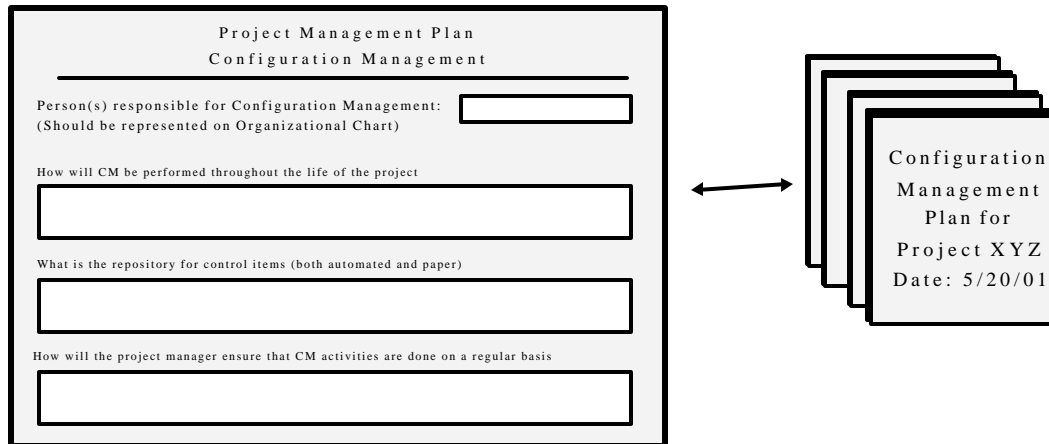 Project Management Plan
Configuration Management
Person(s) responsible for Configuration Management:
(Should be represented on Organizational Chart)
How will CM be performed throughout the life of the project
What is the repository for control items (both automated and paper)
How will the project manager ensure that CM activities are done on a regular basis
Configuration
Management
Plan for
Project XYZ
Date: 5/20/01